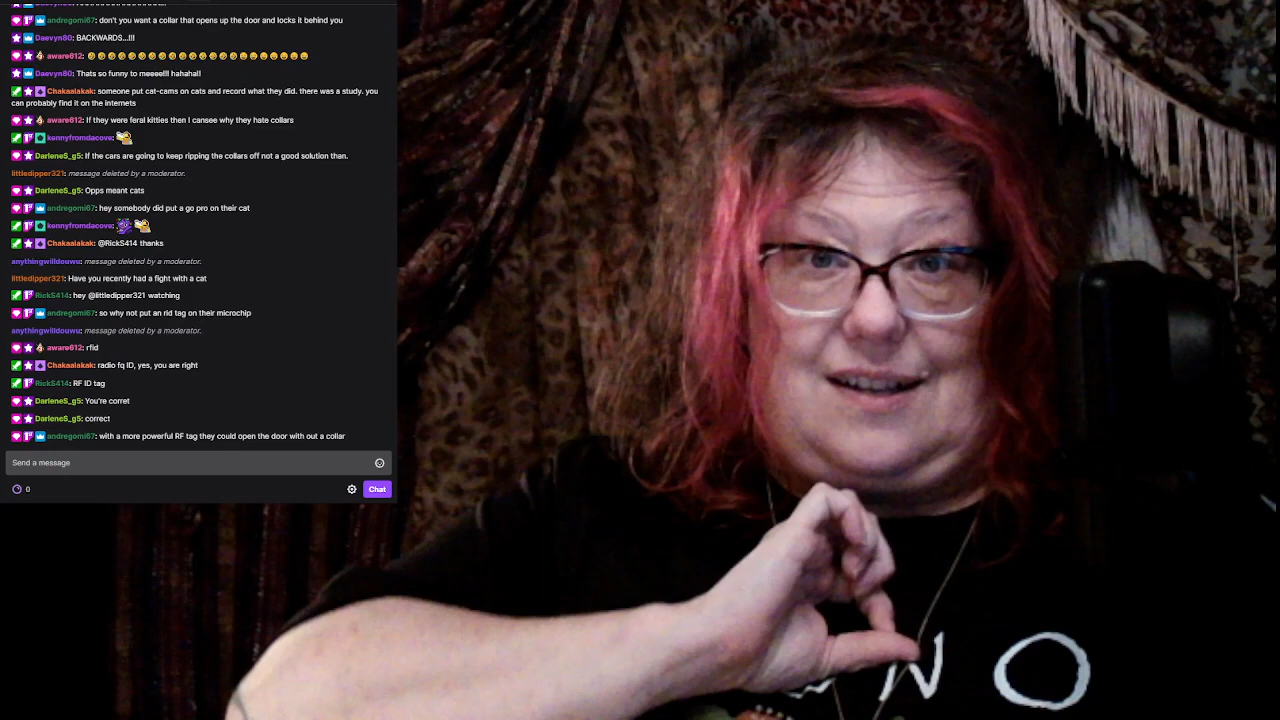 andregomi67: don't you want a collar that opens up the door and locks it behind you
Daevyn80: BACKWARDS...!!!
aware612:
Daevyn80: Thats so funny to meeee!!! hahaha!!
Chakaalakak: someone put cat-cams on cats and record what they did. there was a study. you
can probably find it on the internets
aware612: If they were feral kitties then I cansee why they hate collars
kennyfromdacove:
DarleneS_g5: If the cars are going to keep ripping the collars off not a good solution than.
littledipper321: message deleted by a moderator.
DarleneS_g5: Opps meant cats
andregomi67: hey somebody did put a go pro on their cat
kennyfromdacove:
Chakaalakak: @RickS414 thanks
anythingwilldouwu: message deleted by a moderator.
littledipper321: Have you recently had a fight with a cat
RickS414: hey @littledipper321 watching
andregomi67: so why not put an rid tag on their microchip
anythingwilldouwu: message deleted by a moderator.
aware612: rfid
Chakaalakak: radio fq ID, yes, you are right
RickS414: RF ID tag
DarleneS_g5: You're corret
DarleneS_g5: correct
andregomi67: with a more powerful RF tag they could open the door with out a collar
Send a message
0
Chat
N O